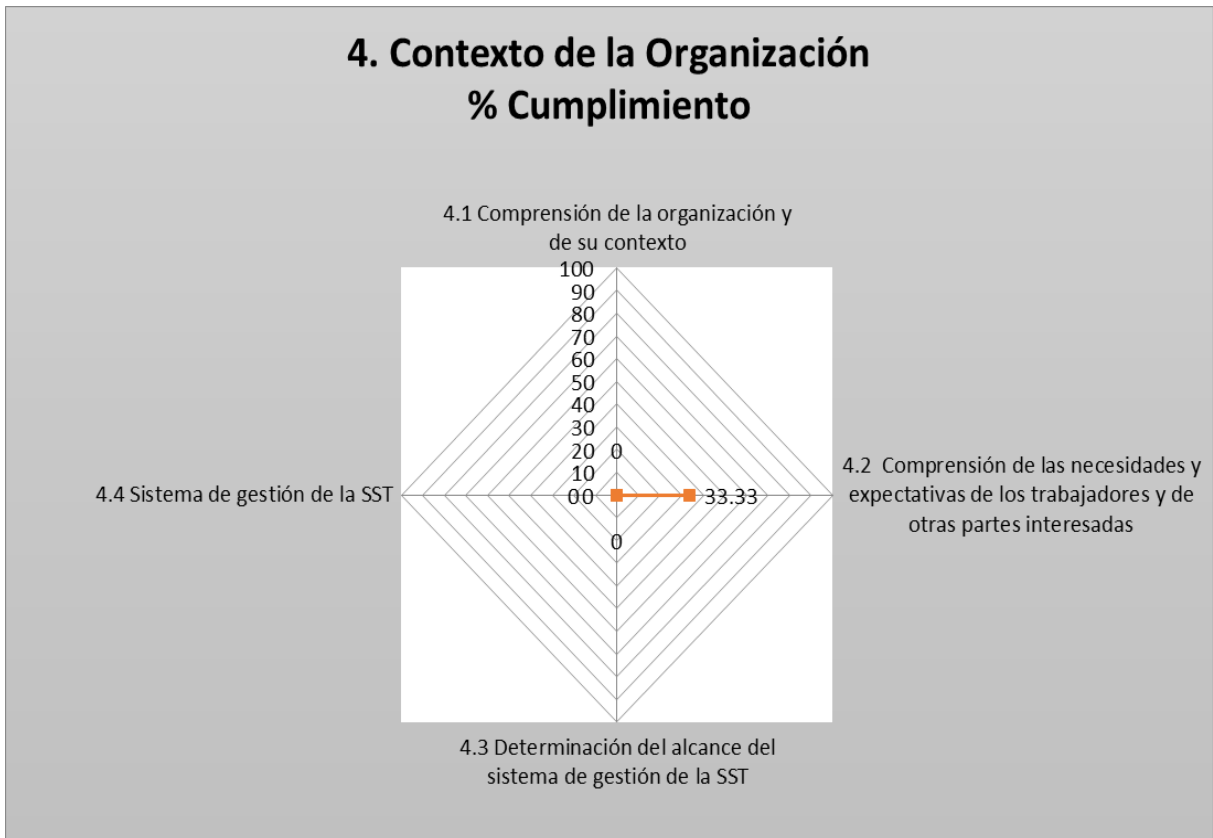 4. Contexto de la Organización
% Cumplimiento
4.1 Comprensión de la organización y
de su contexto
100
90
80
70
60
50
40
30
20
10
0
0
0
33.33
0
4.2 Comprensión de las necesidades y
expectativas de los trabajadores y de
otras partes interesadas
4.4 Sistema de gestión de la SST
4.3 Determinación del alcance del
sistema de gestión de la SST